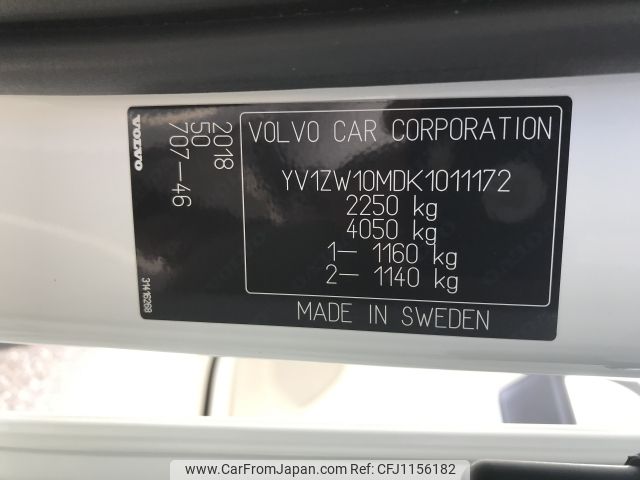 VOLVO CAR CORPORATION
YV1ZW10MDK1011172
2250 kg
4050 kg
1– 1160 kg
2– 1140 kg
MADE IN SWEDEN
VOLVO
2018
50
707–46
31416268
www.CarFromJapan.com CFJ1156182